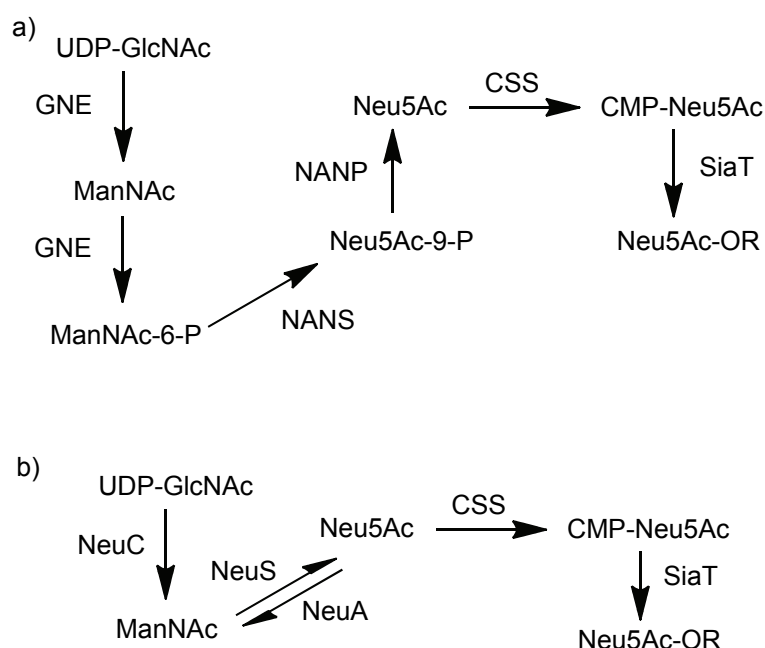 a)
UDP-GlcNAc
GNE
ManNAc
GNE
ManNAc-6-P
NANS
Neu5Ac-9-P
NANP
Neu5Ac
CSS
CMP-Neu5Ac
SiaT
Neu5Ac-OR
b)
UDP-GlcNAc
NeuC
ManNAc
NeuS
NeuA
Neu5Ac
CSS
CMP-Neu5Ac
SiaT
Neu5Ac-OR